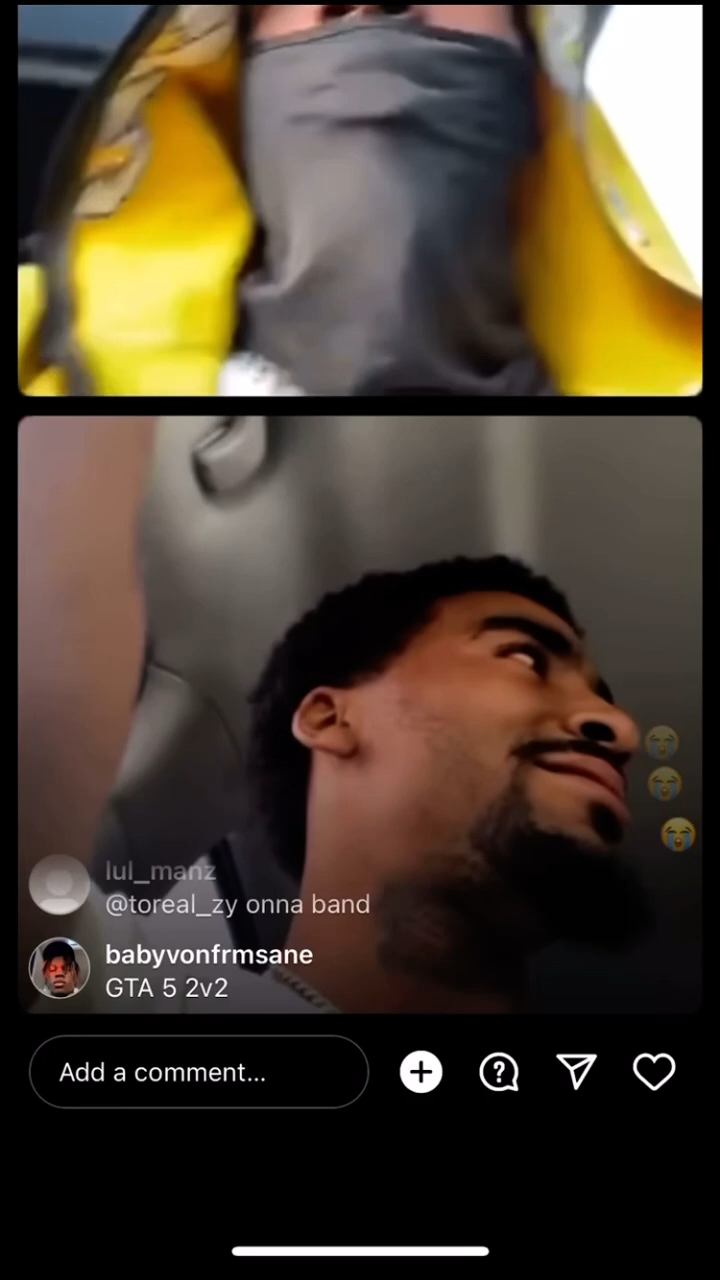 lul_manz
@toreal_zy onna band
babyvonfrmsane
GTA 5 2v2
Add a comment...